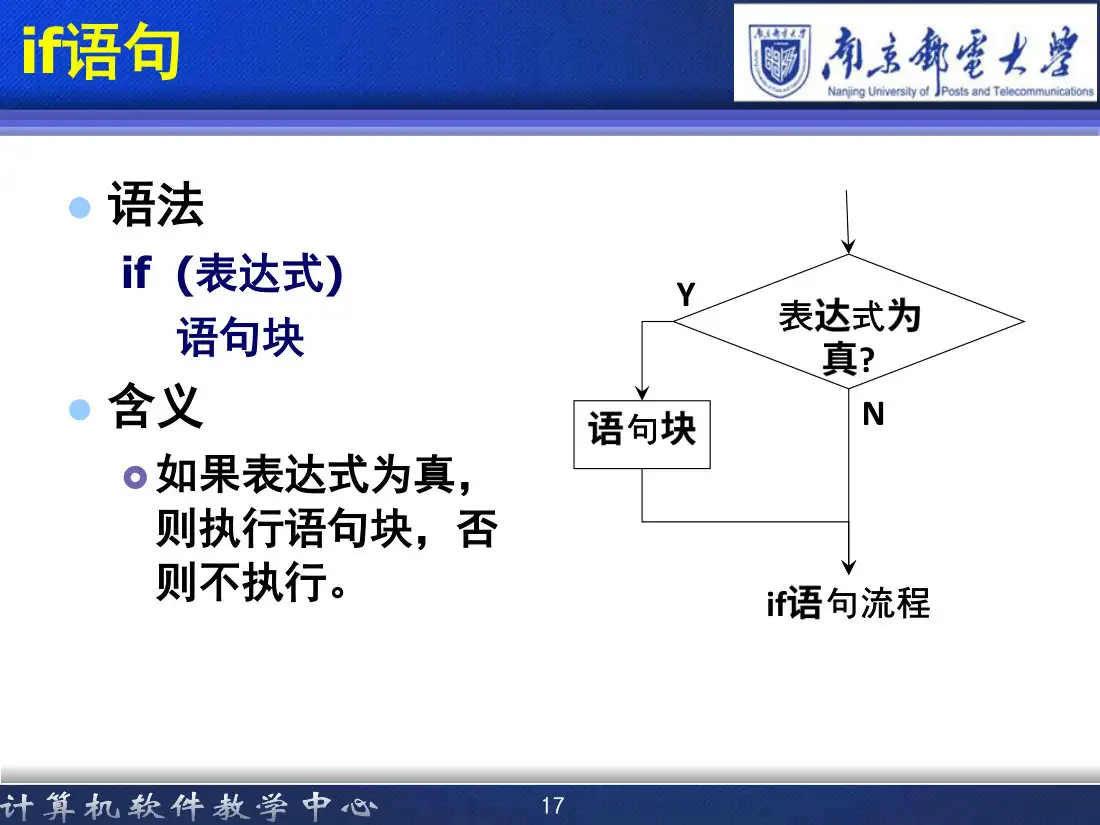 if语句
南京邮电大学
Nanjing University of Posts and Telecommunications
语法
if (表达式)
语句块
含义
如果表达式为真，
则执行语句块，否
则不执行。
Y
表达式为
真?
语句块
N
if语句流程
计算机软件教学中心
17